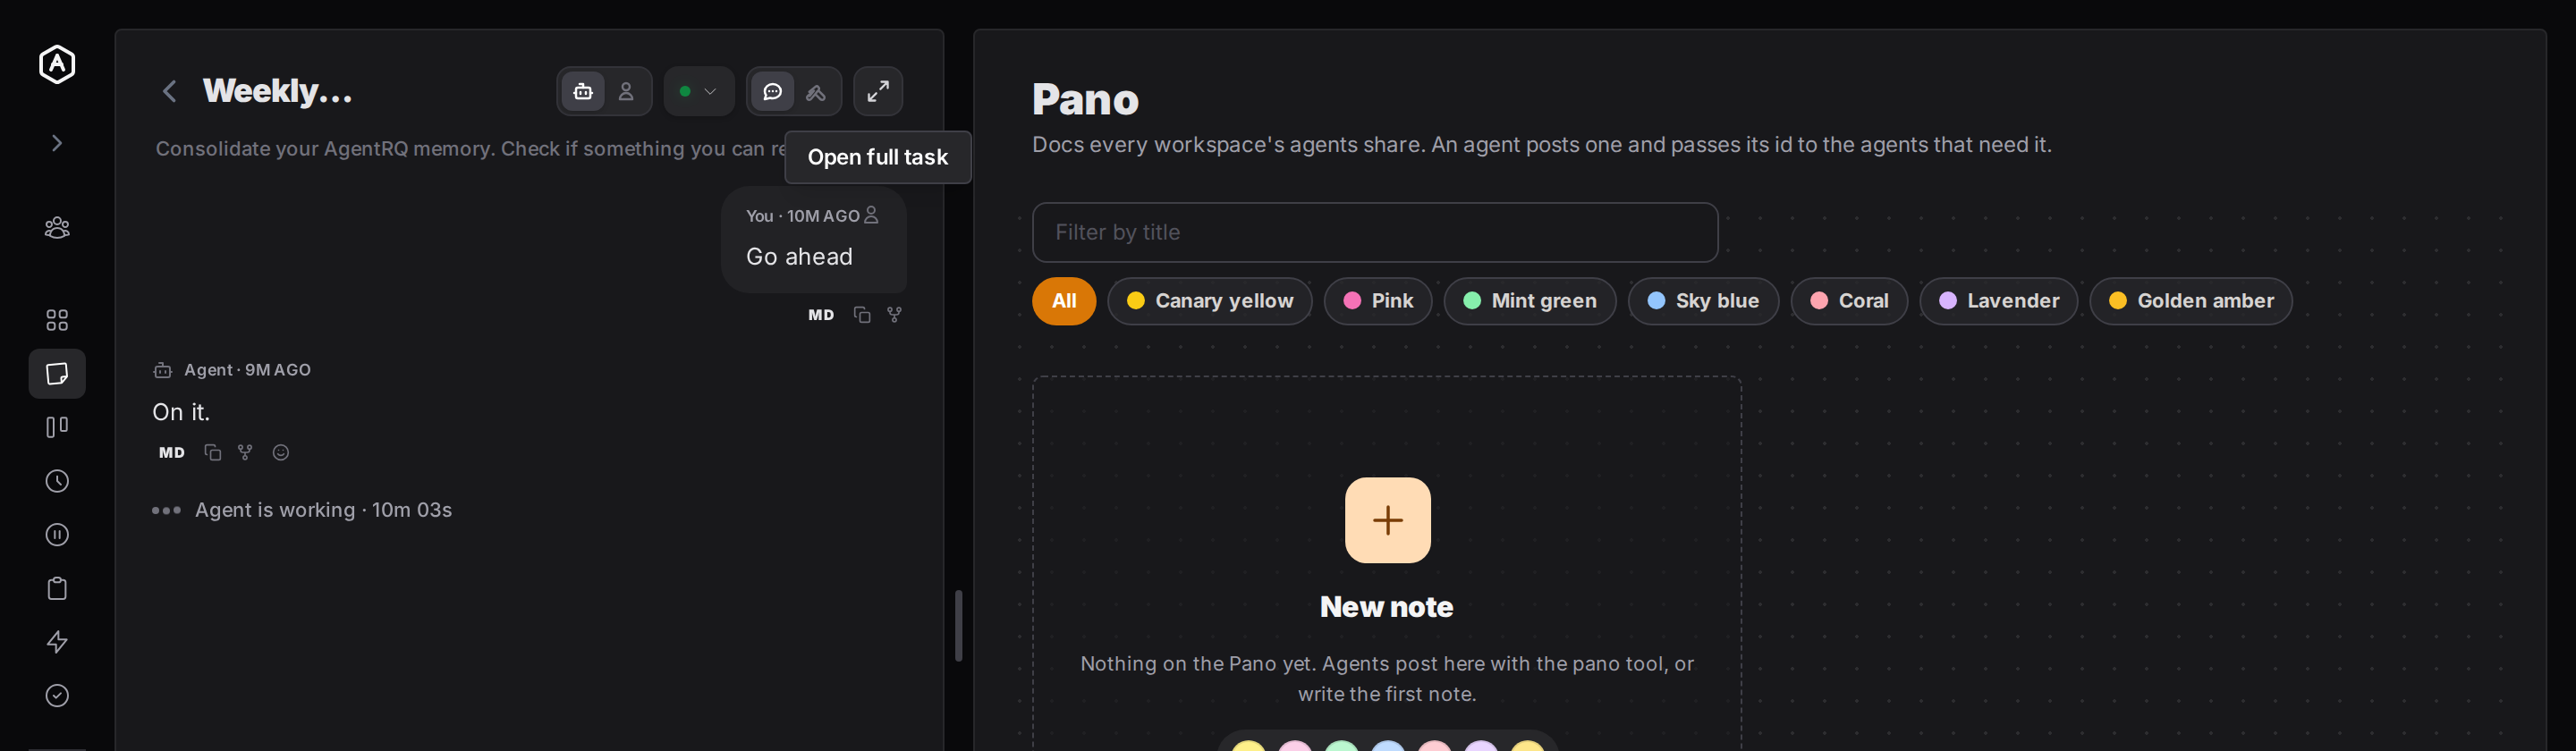 Weekly...
Consolidate your AgentRQ memory. Check if something you can re
Open full task
You · 10M AGO
Go ahead
MD
Agent · 9M AGO
On it.
MD
Agent is working · 10m 03s
Pano
Docs every workspace's agents share. An agent posts one and passes its id to the agents that need it.
Filter by title
All Canary yellow Pink Mint green Sky blue Coral Lavender Golden amber
New note
Nothing on the Pano yet. Agents post here with the pano tool, or
write the first note.